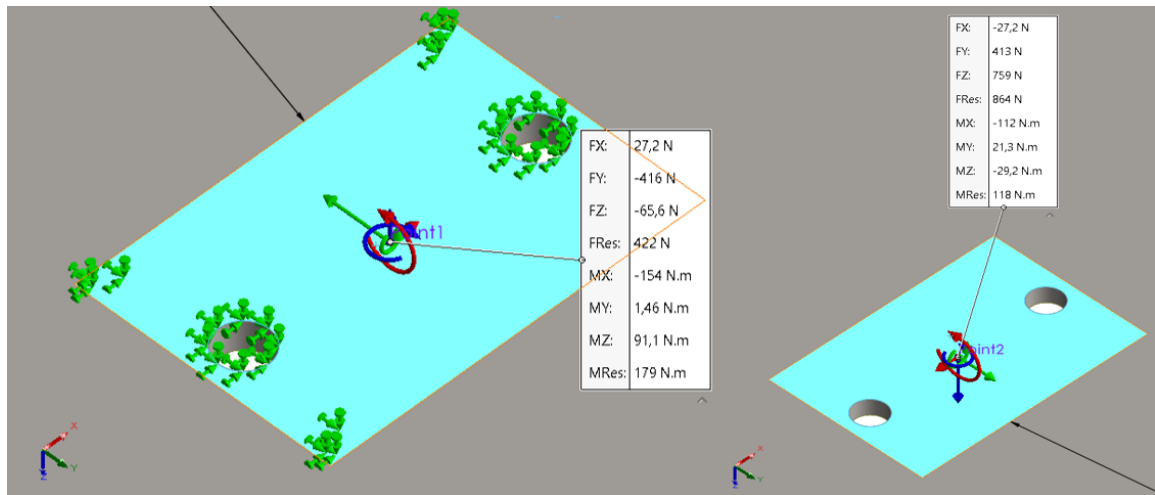 FX: 27,2 N
FY: -416 N
FZ: -65,6 N
FRes: 422 N
MX: -154 N.m
MY: 1,46 N.m
MZ: 91,1 N.m
MRes: 179 N.m
X
Y
Z
FX: -27,2 N
FY: 413 N
FZ: 759 N
FRes: 864 N
MX: -112 N.m
MY: 21,3 N.m
MZ: -29,2 N.m
MRes: 118 N.m
X
Y
Z